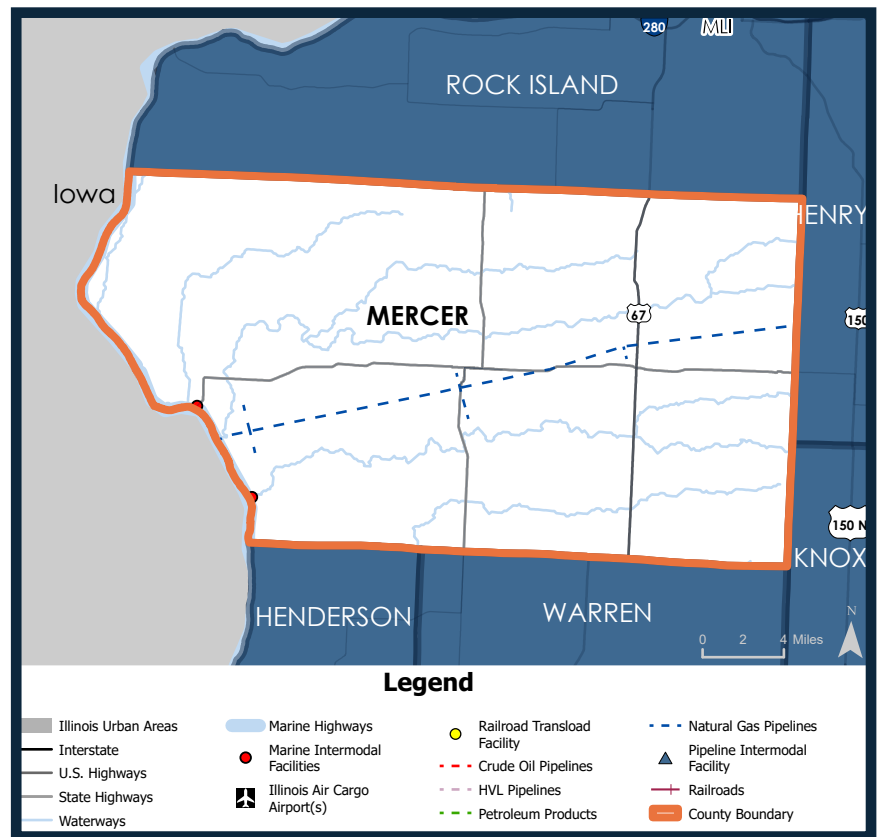 280
MLI
ROCK ISLAND
Iowa
HENRY
MERCER
67
150
150 N
KNOX
HENDERSON
WARREN
N
0 2 4 Miles
Legend
Illinois Urban Areas
Interstate
U.S. Highways
State Highways
Waterways
Marine Highways
Marine Intermodal
Facilities
Illinois Air Cargo
Airport(s)
Railroad Transload
Facility
Crude Oil Pipelines
HVL Pipelines
Petroleum Products
Natural Gas Pipelines
Pipeline Intermodal
Facility
Railroads
County Boundary